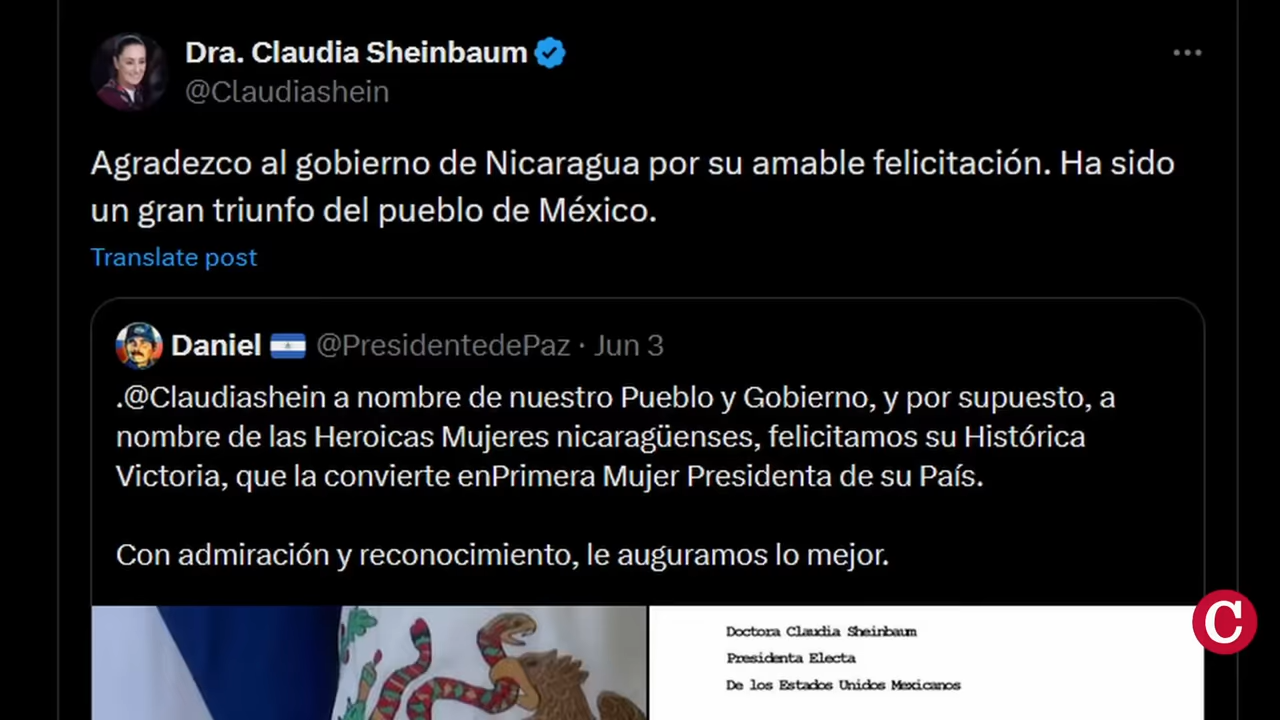 Dra. Claudia Sheinbaum
@Claudiashein
Agradezco al gobierno de Nicaragua por su amable felicitación. Ha sido
un gran triunfo del pueblo de México.
Translate post
Daniel @PresidentedePaz · Jun 3
.@Claudiashein a nombre de nuestro Pueblo y Gobierno, y por supuesto, a
nombre de las Heroicas Mujeres nicaragüenses, felicitamos su Histórica
Victoria, que la convierte enPrimera Mujer Presidenta de su País.
Con admiración y reconocimiento, le auguramos lo mejor.
Doctora Claudia Sheinbaum
Presidenta Electa
De los Estados Unidos Mexicanos
C